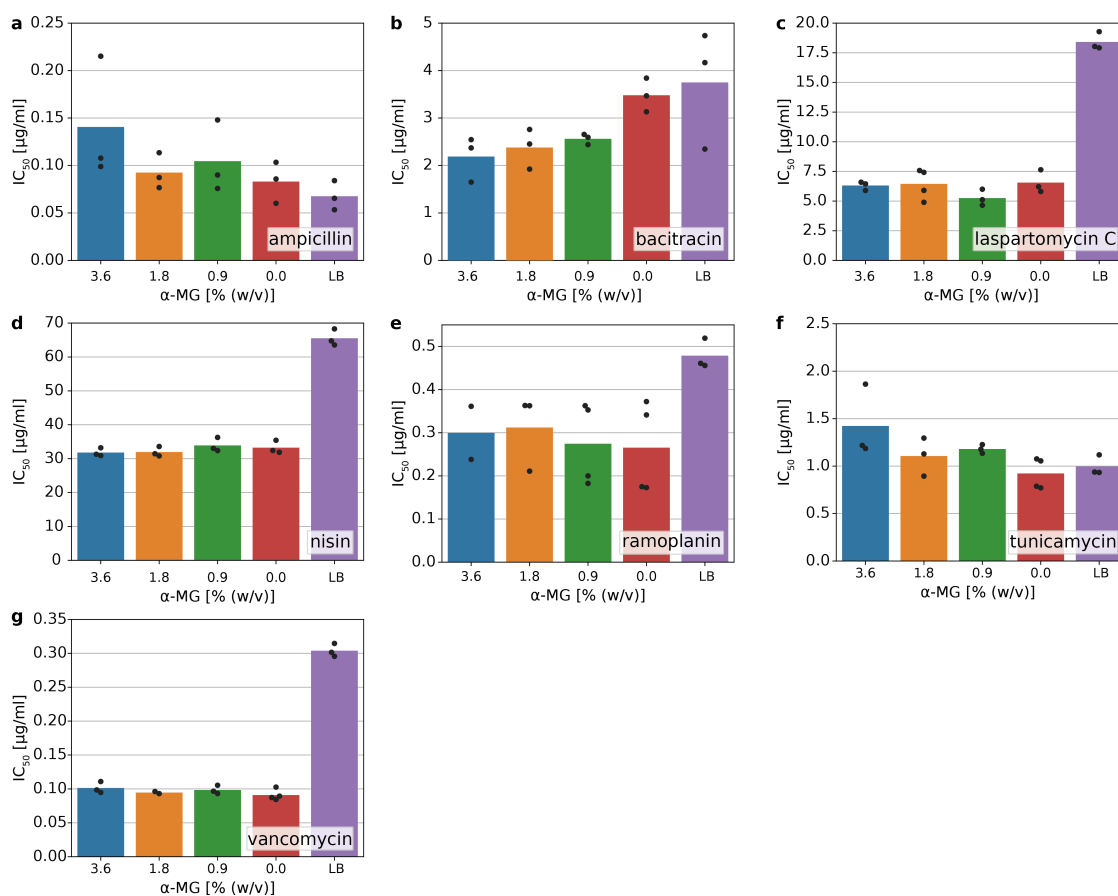 a
0.25
0.20
0.15
0.10
0.05
0.00
IC50 [µg/ml]
3.6 1.8 0.9 0.0 LB
α-MG [% (w/v)]
ampicillin
b
5
4
3
2
1
0
IC50 [µg/ml]
3.6 1.8 0.9 0.0 LB
α-MG [% (w/v)]
bacitracin
c
20.0
17.5
15.0
12.5
10.0
7.5
5.0
2.5
0.0
IC50 [µg/ml]
3.6 1.8 0.9 0.0 LB
α-MG [% (w/v)]
laspartomycin C
d
70
60
50
40
30
20
10
0
IC50 [µg/ml]
3.6 1.8 0.9 0.0 LB
α-MG [% (w/v)]
nisin
e
0.5
0.4
0.3
0.2
0.1
0.0
IC50 [µg/ml]
3.6 1.8 0.9 0.0 LB
α-MG [% (w/v)]
ramoplanin
f
2.5
2.0
1.5
1.0
0.5
0.0
IC50 [µg/ml]
3.6 1.8 0.9 0.0 LB
α-MG [% (w/v)]
tunicamycin
g
0.35
0.30
0.25
0.20
0.15
0.10
0.05
0.00
IC50 [µg/ml]
3.6 1.8 0.9 0.0 LB
α-MG [% (w/v)]
vancomycin